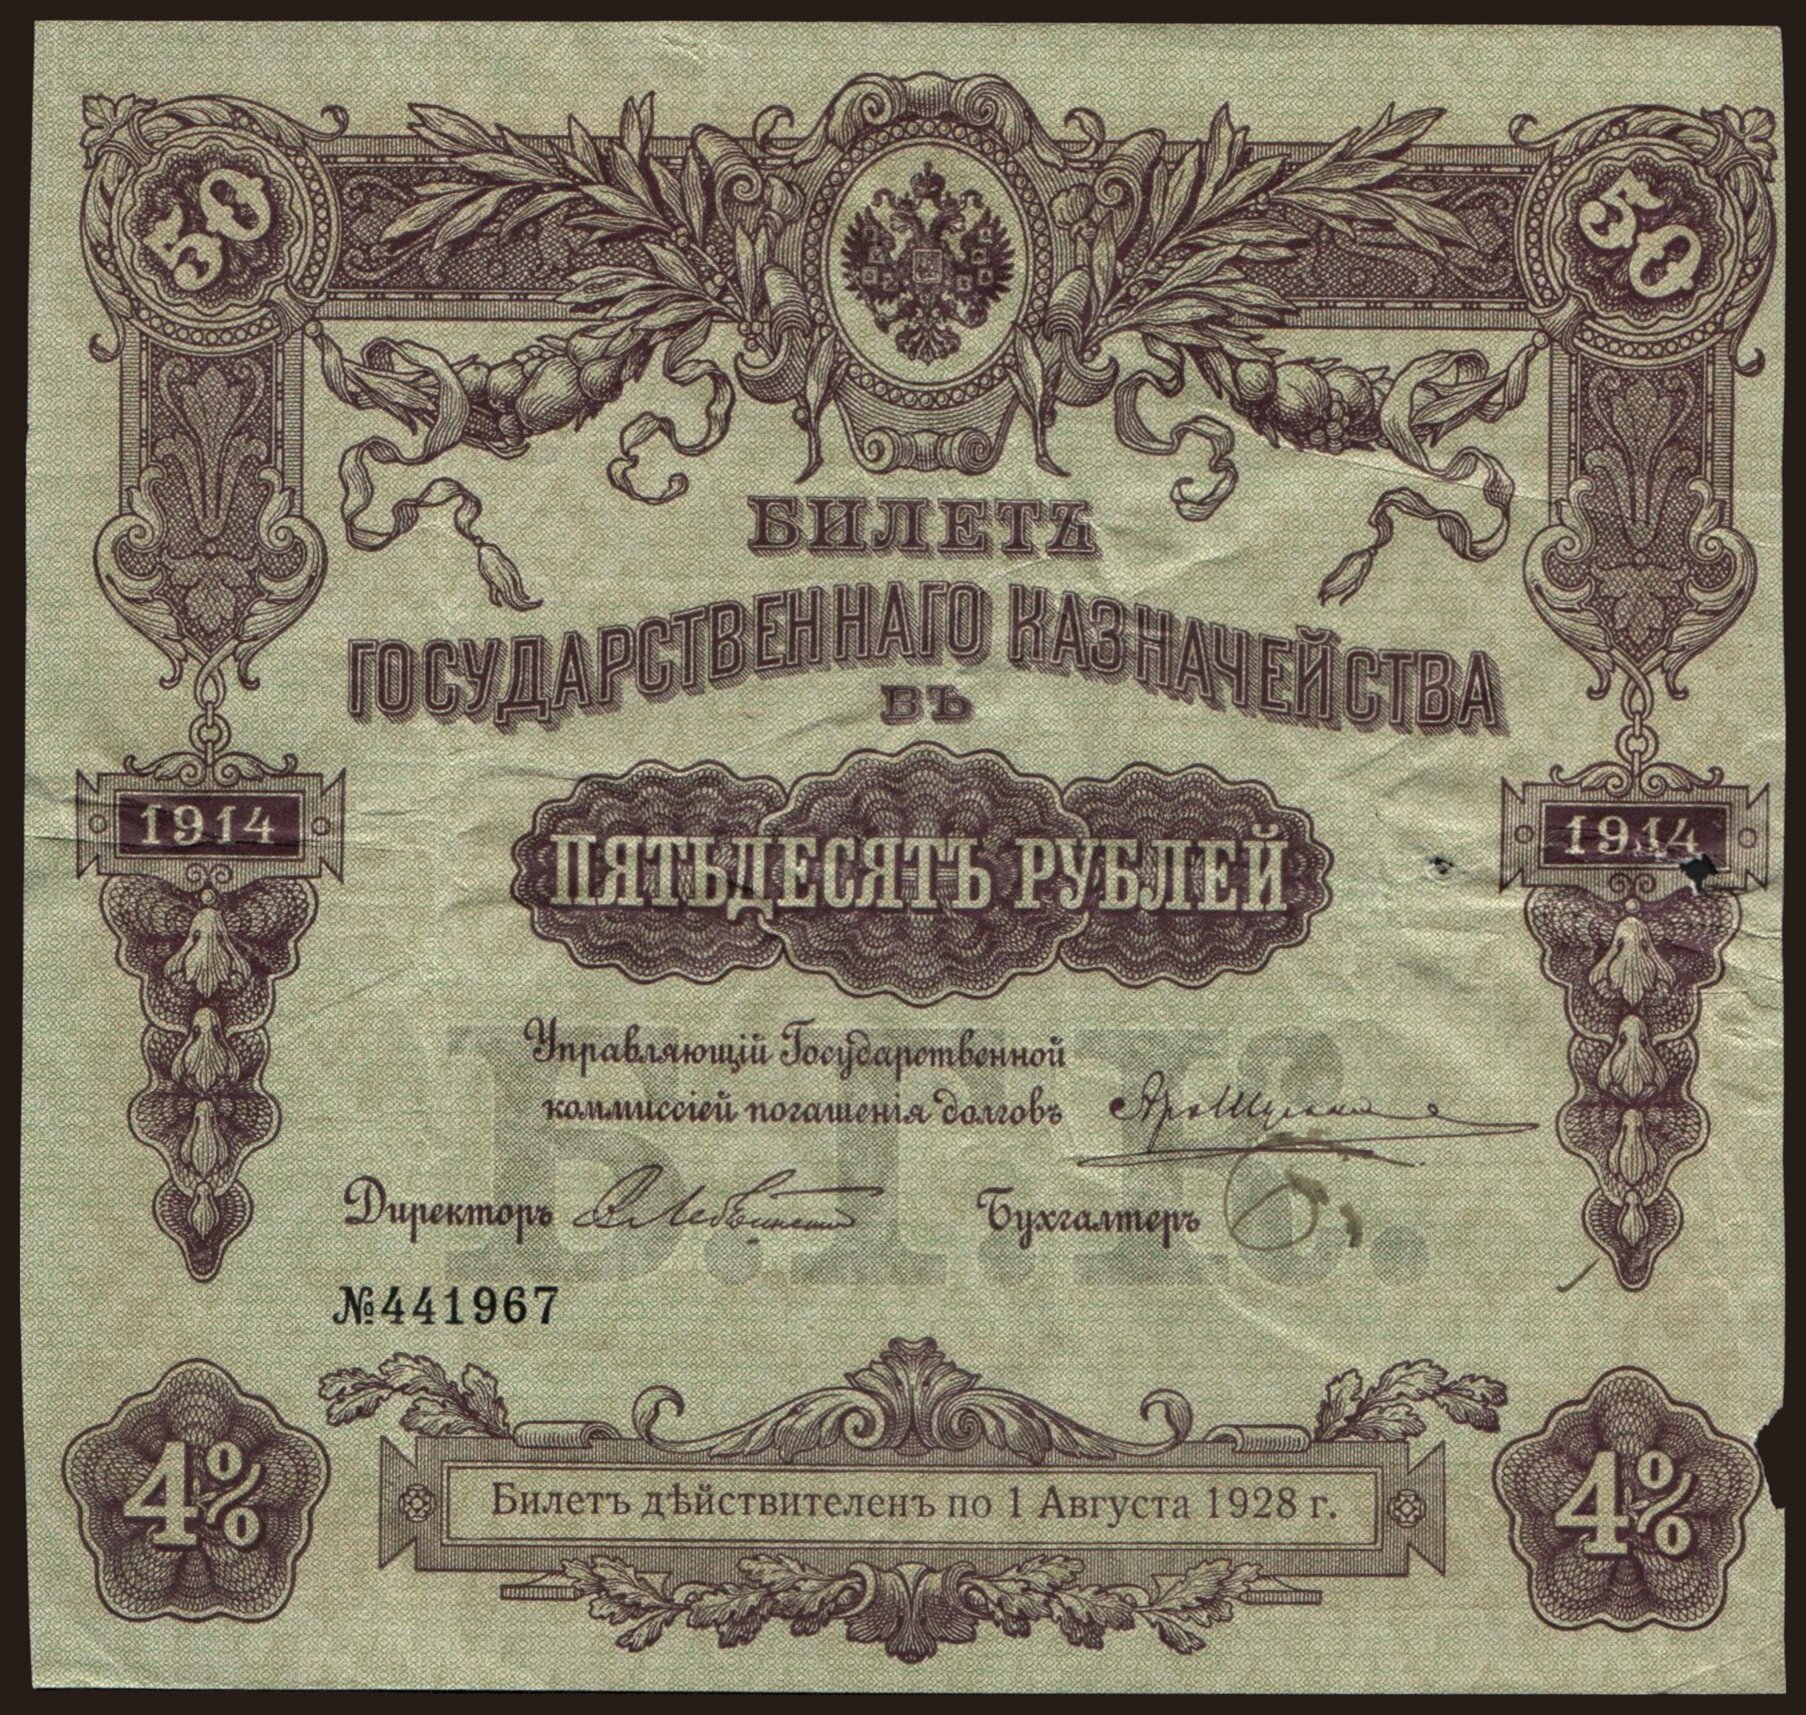 50 50
БИЛЕТЪ
ГОСУДАРСТВЕННАГО КАЗНАЧЕЙСТВА
ВЪ
1914 1914
ПЯТЬДЕСЯТЪ РУБЛЕЙ
Управляющій Государственной
коммиссіей погашенія долговъ
Директоръ Бухгалтеръ
Б. Г. К.
№441967
4% 4%
Билетъ дѣйствителенъ по 1 Августа 1928 г.